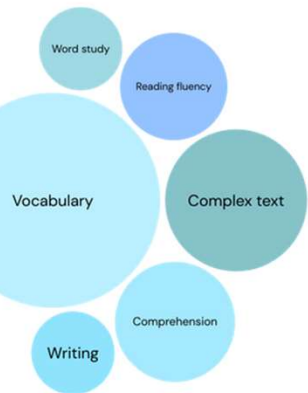 Word study
Reading fluency
Vocabulary
Complex text
Comprehension
Writing